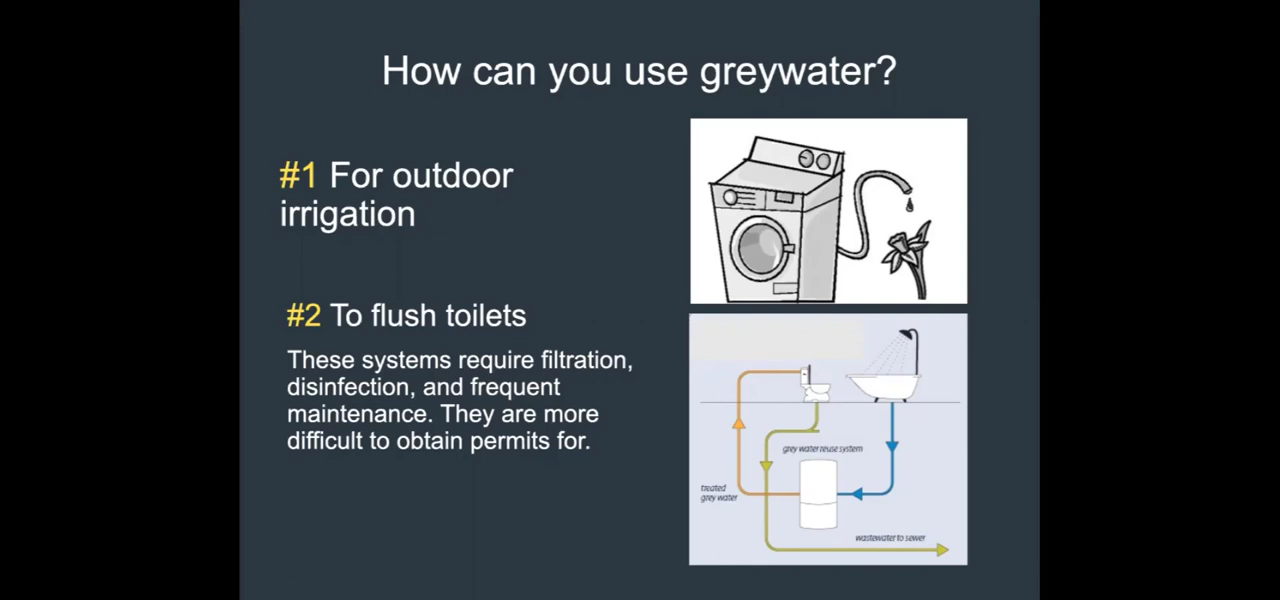 How can you use greywater?
#1 For outdoor
irrigation
#2 To flush toilets
These systems require filtration,
disinfection, and frequent
maintenance. They are more
difficult to obtain permits for.
grey water reuse system
treated
grey water
wastewater to sewer